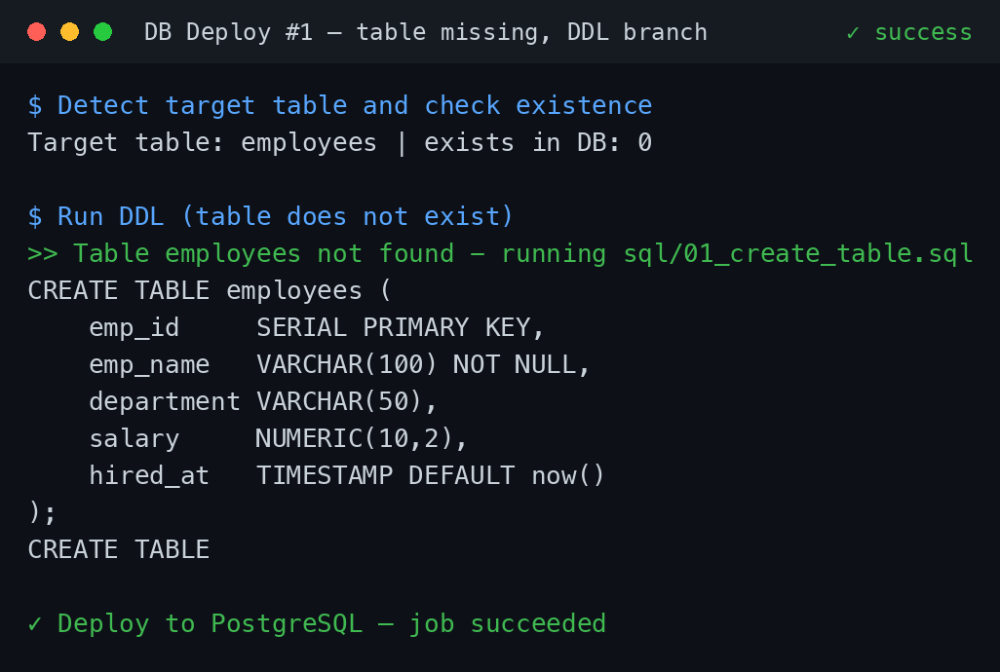 DB Deploy #1 — table missing, DDL branch ✓ success
$ Detect target table and check existence
Target table: employees | exists in DB: 0
$ Run DDL (table does not exist)
>> Table employees not found — running sql/01_create_table.sql
CREATE TABLE employees (
    emp_id     SERIAL PRIMARY KEY,
    emp_name   VARCHAR(100) NOT NULL,
    department VARCHAR(50),
    salary     NUMERIC(10,2),
    hired_at   TIMESTAMP DEFAULT now()
);
CREATE TABLE
✓ Deploy to PostgreSQL — job succeeded